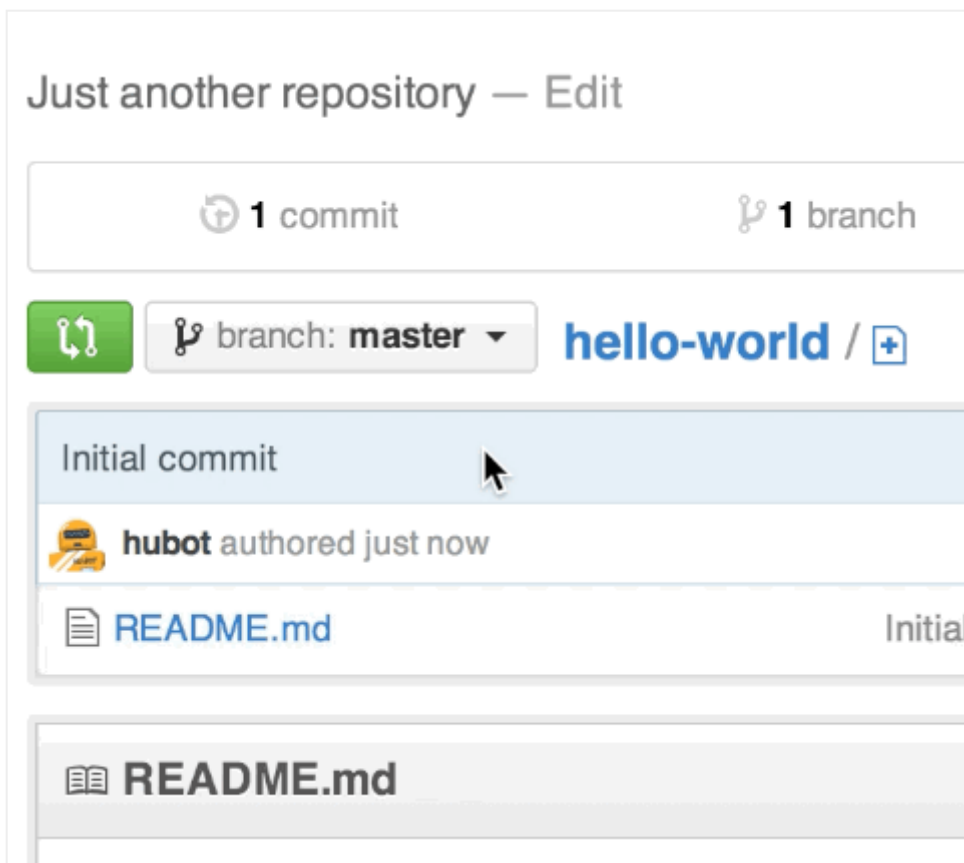 Just another repository — Edit
1 commit 1 branch
branch: master hello-world /
Initial commit
hubot authored just now
README.md Initial
README.md